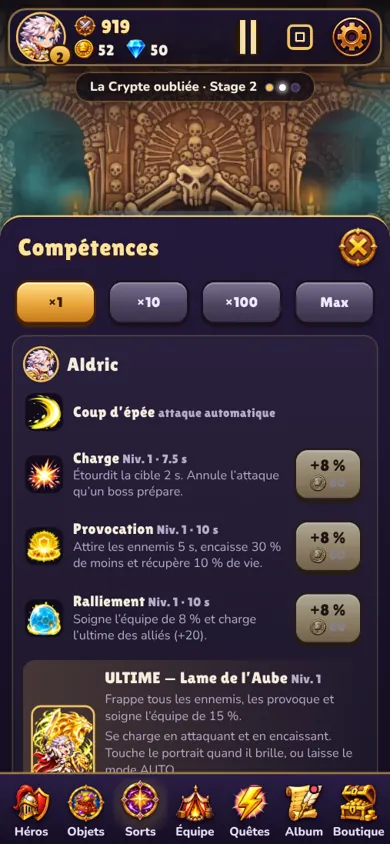 919
2
52
50
La Crypte oubliée · Stage 2
Compétences
×1
×10
×100
Max
Aldric
Coup d'épée attaque automatique
Charge Niv. 1 · 7.5 s
Étourdit la cible 2 s. Annule l'attaque
qu'un boss prépare.
+8 %
Provocation Niv. 1 · 10 s
Attire les ennemis 5 s, encaisse 30 %
de moins et récupère 10 % de vie.
+8 %
Ralliement Niv. 1 · 10 s
Soigne l'équipe de 8 % et charge
l'ultime des alliés (+20).
+8 %
ULTIME — Lame de l'Aube Niv. 1
Frappe tous les ennemis, les provoque et
soigne l'équipe de 15 %.
Se charge en attaquant et en encaissant.
Touche le portrait quand il brille, ou laisse le
mode AUTO
Héros
Objets
Sorts
Équipe
Quêtes
Album
Boutique